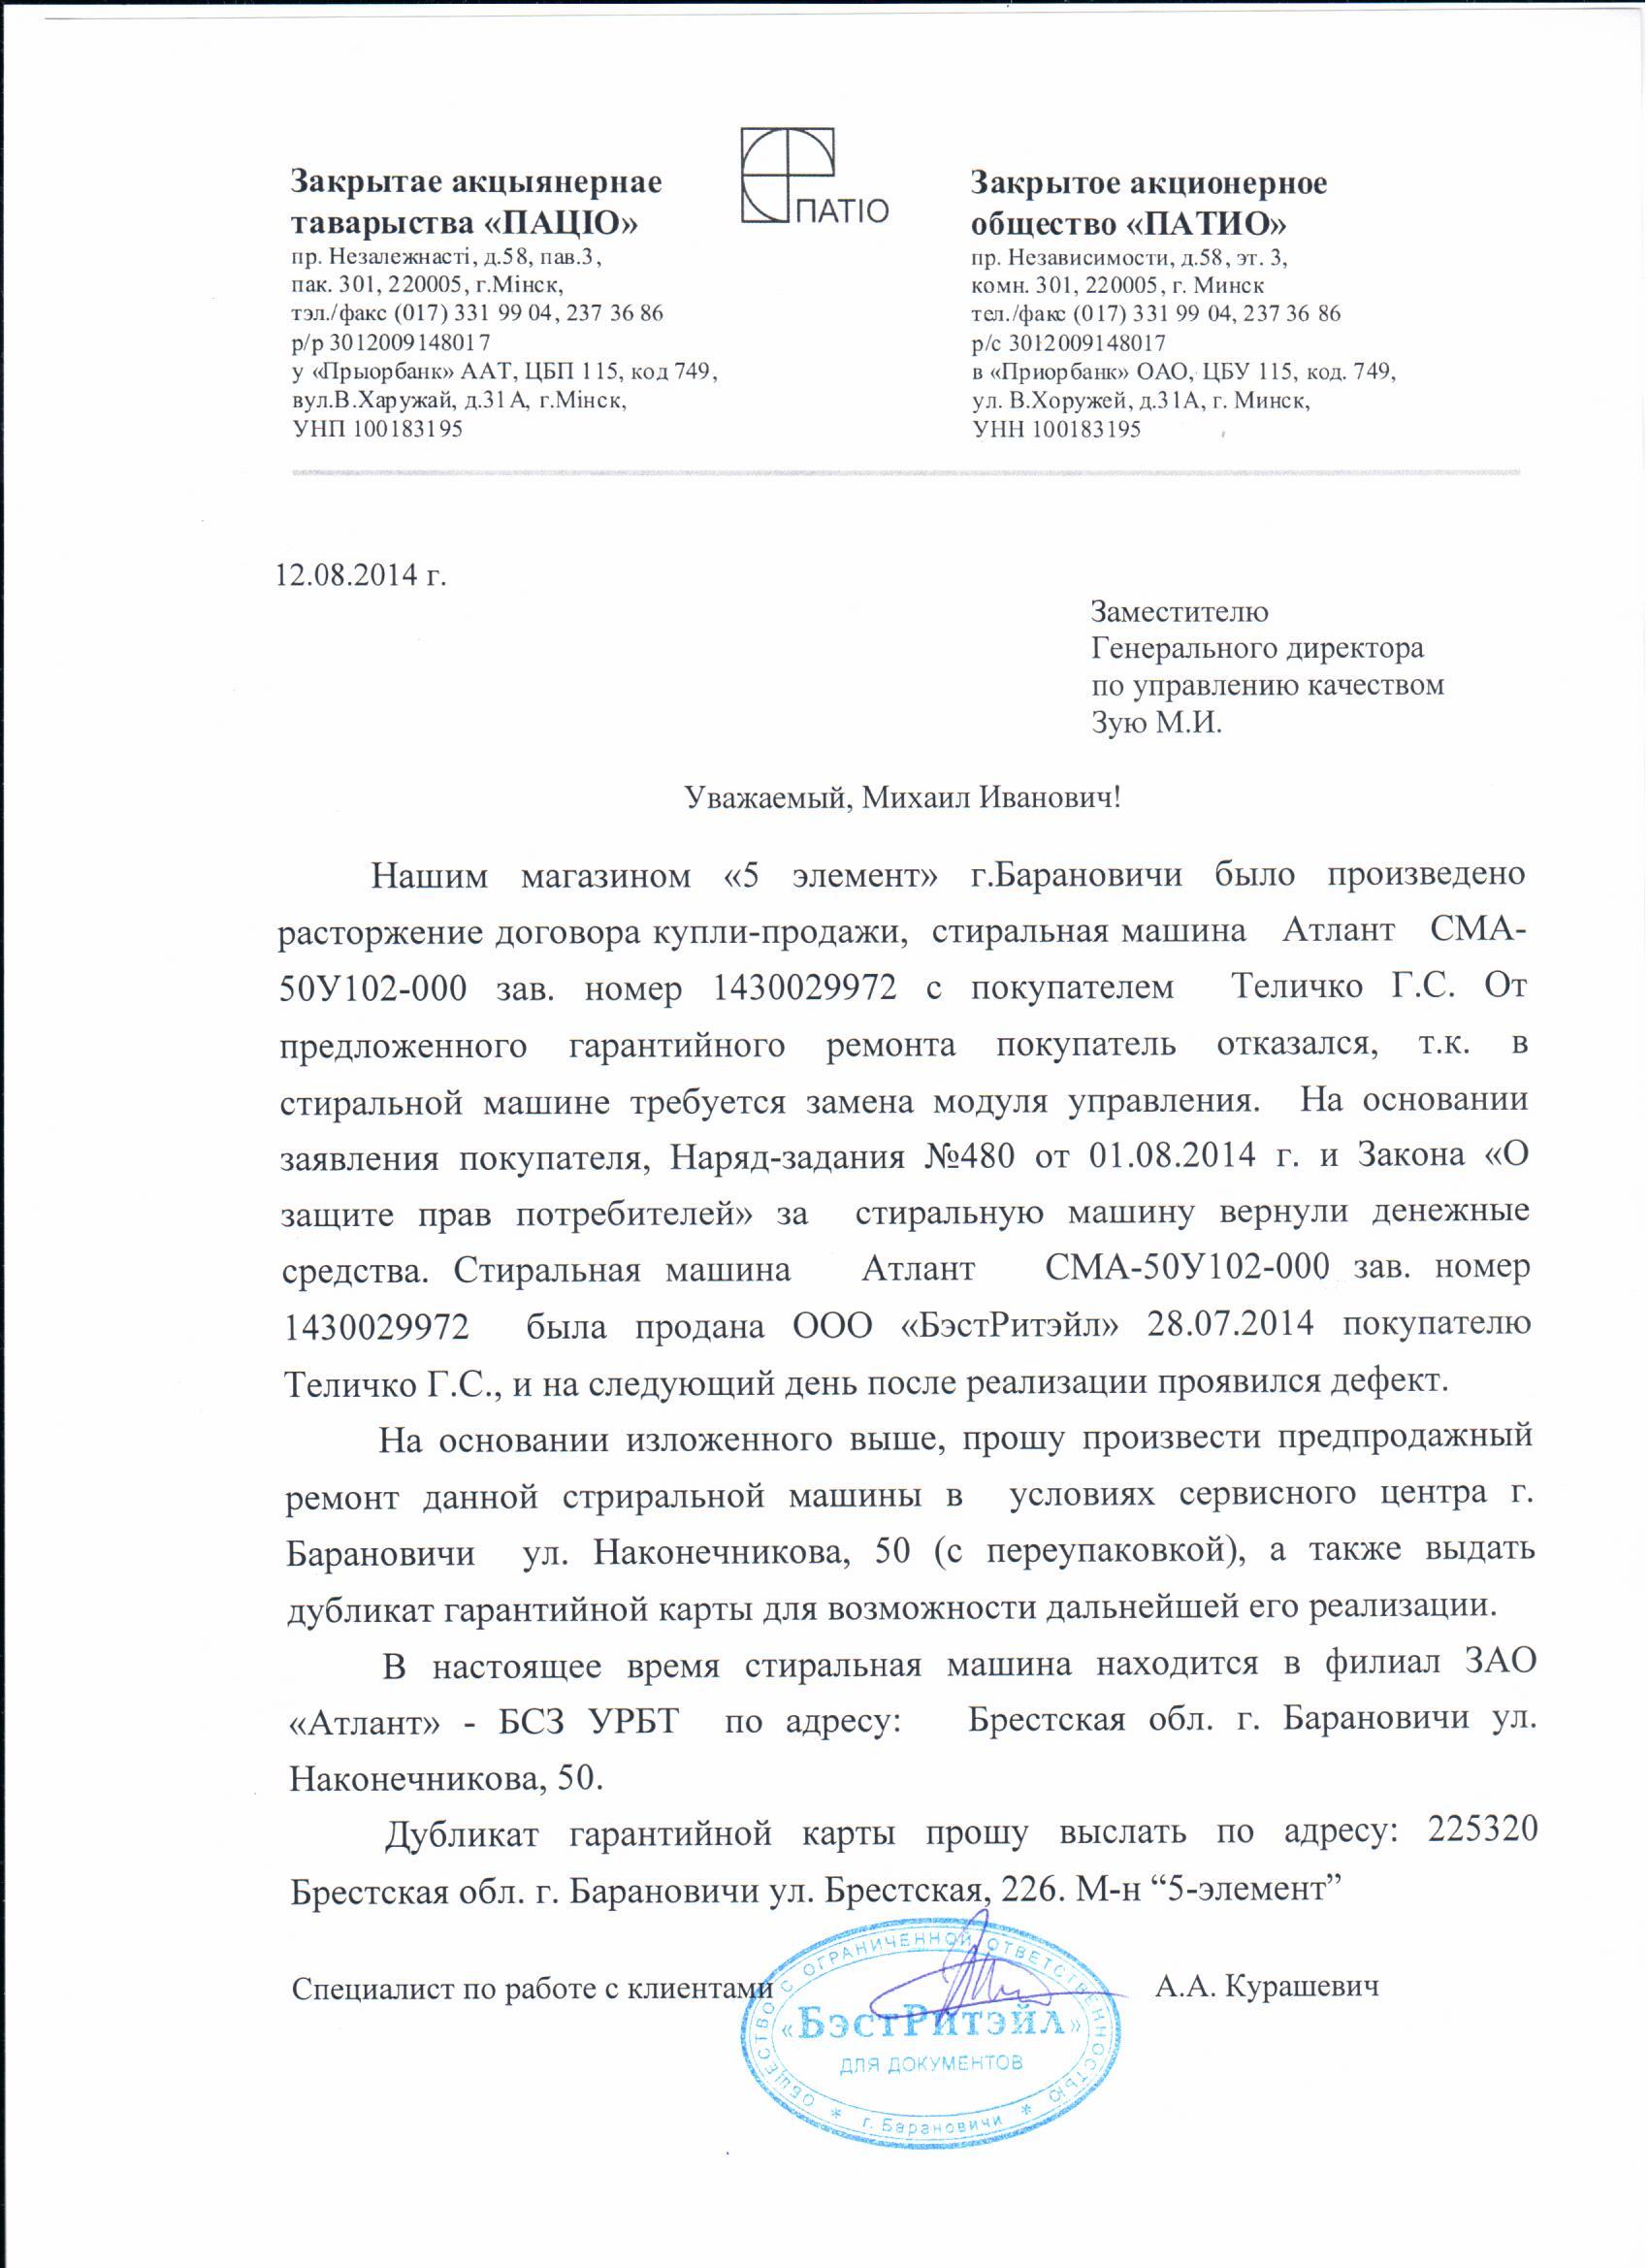 Закрытае акцыянернае
таварыства «ПАЦІО»
пр. Незалежнасті, д.58, пав.3,
пак. 301, 220005, г.Мінск,
тэл./факс (017) 331 99 04, 237 36 86
р/р 3012009148017
у «Прыорбанк» ААТ, ЦБП 115, код 749,
вул.В.Харужай, д.31А, г.Мінск,
УНП 100183195
ПАТІО
Закрытое акционерное
общество «ПАТИО»
пр. Независимости, д.58, эт. 3,
комн. 301, 220005, г. Минск
тел./факс (017) 331 99 04, 237 36 86
р/с 3012009148017
в «Приорбанк» ОАО, ЦБУ 115, код. 749,
ул. В.Хоружей, д.31А, г. Минск,
УНН 100183195
12.08.2014 г.
Заместителю
Генерального директора
по управлению качеством
Зую М.И.
Уважаемый, Михаил Иванович!
Нашим магазином «5 элемент» г.Барановичи было произведено
расторжение договора купли-продажи, стиральная машина Атлант СМА-
50У102-000 зав. номер 1430029972 с покупателем Теличко Г.С. От
предложенного гарантийного ремонта покупатель отказался, т.к. в
стиральной машине требуется замена модуля управления. На основании
заявления покупателя, Наряд-задания №480 от 01.08.2014 г. и Закона «О
защите прав потребителей» за стиральную машину вернули денежные
средства. Стиральная машина Атлант СМА-50У102-000 зав. номер
1430029972 была продана ООО «БэстРитэйл» 28.07.2014 покупателю
Теличко Г.С., и на следующий день после реализации проявился дефект.
На основании изложенного выше, прошу произвести предпродажный
ремонт данной стриральной машины в условиях сервисного центра г.
Барановичи ул. Наконечникова, 50 (с переупаковкой), а также выдать
дубликат гарантийной карты для возможности дальнейшей его реализации.
В настоящее время стиральная машина находится в филиал ЗАО
«Атлант» - БСЗ УРБТ по адресу: Брестская обл. г. Барановичи ул.
Наконечникова, 50.
Дубликат гарантийной карты прошу выслать по адресу: 225320
Брестская обл. г. Барановичи ул. Брестская, 226. М-н “5-элемент”
Специалист по работе с клиентами
А.А. Курашевич
ОБЩЕСТВО С ОГРАНИЧЕННОЙ ОТВЕТСТВЕННОСТЬЮ
«БэстРитэйл»
ДЛЯ ДОКУМЕНТОВ
* г. Барановичи *